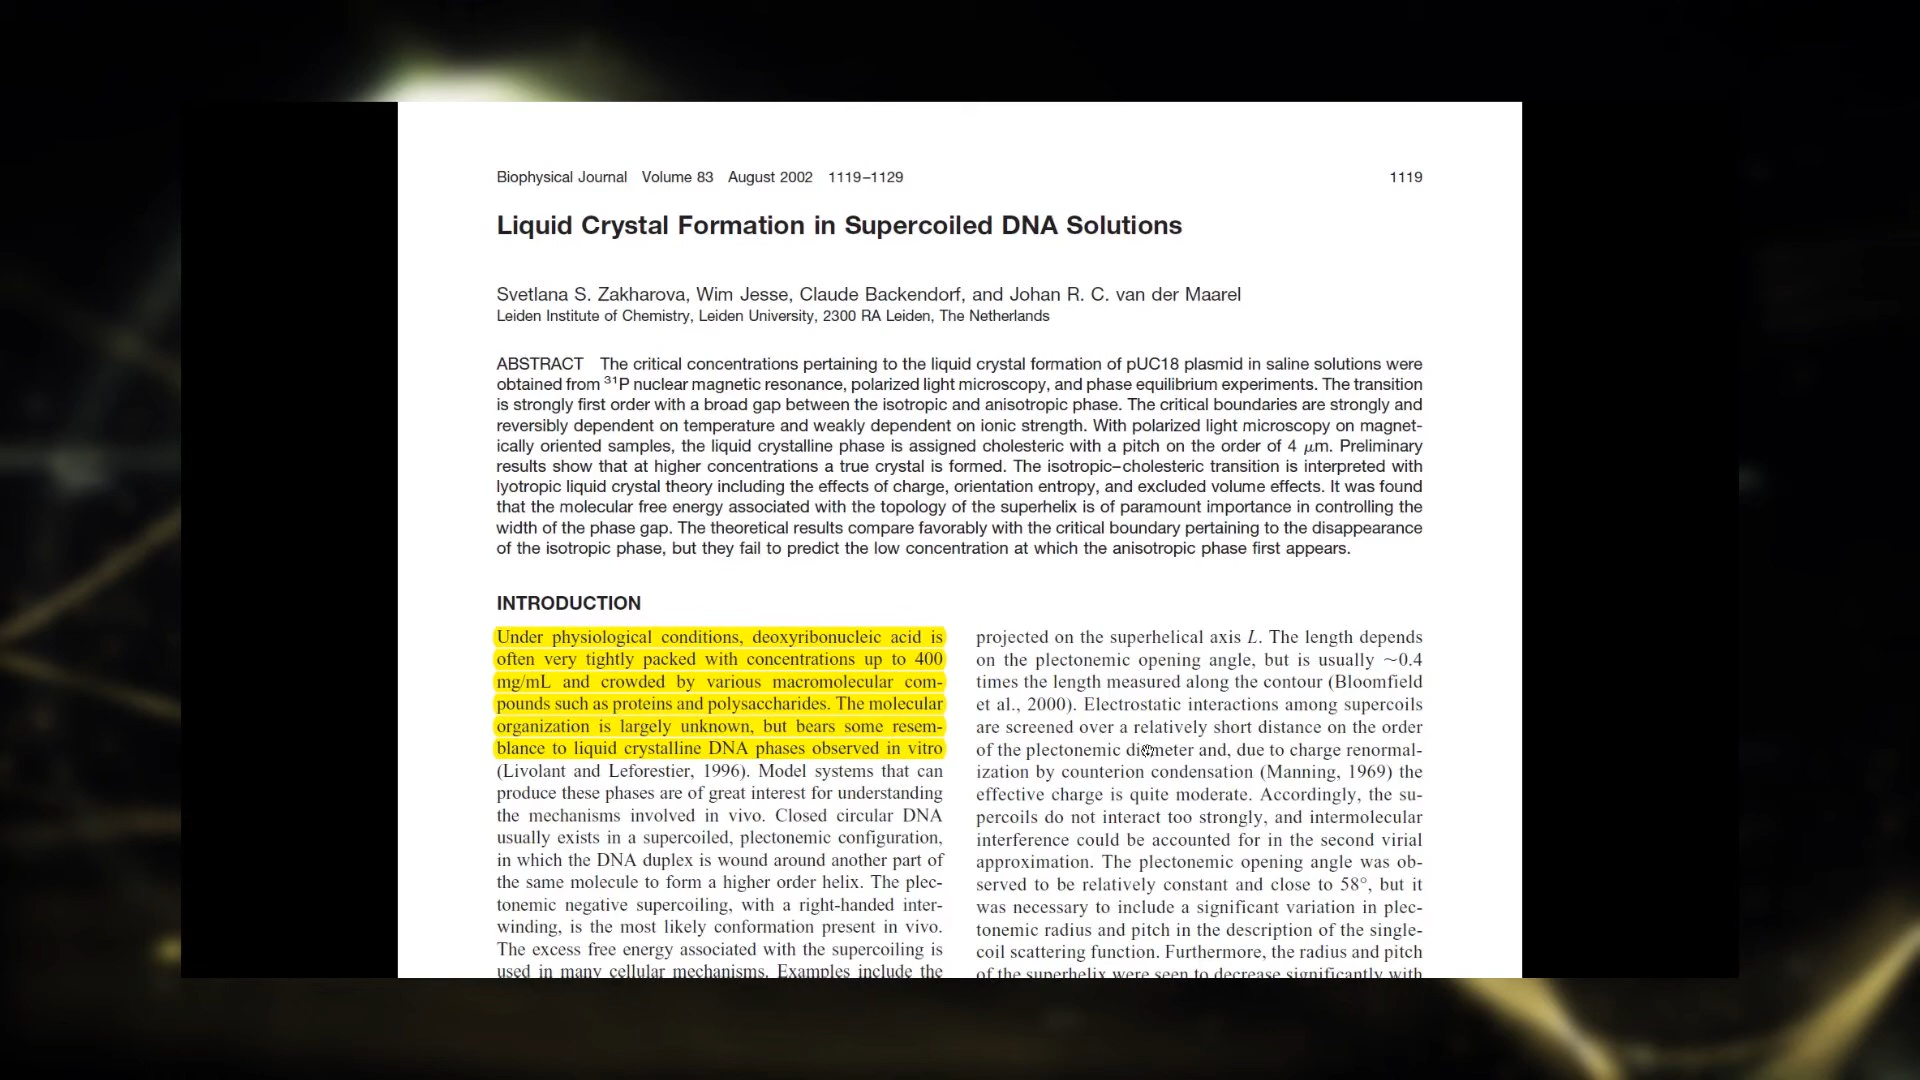 Biophysical Journal Volume 83 August 2002 1119–1129 1119
Liquid Crystal Formation in Supercoiled DNA Solutions
Svetlana S. Zakharova, Wim Jesse, Claude Backendorf, and Johan R. C. van der Maarel
Leiden Institute of Chemistry, Leiden University, 2300 RA Leiden, The Netherlands
ABSTRACT The critical concentrations pertaining to the liquid crystal formation of pUC18 plasmid in saline solutions were
obtained from ³¹P nuclear magnetic resonance, polarized light microscopy, and phase equilibrium experiments. The transition
is strongly first order with a broad gap between the isotropic and anisotropic phase. The critical boundaries are strongly and
reversibly dependent on temperature and weakly dependent on ionic strength. With polarized light microscopy on magnet-
ically oriented samples, the liquid crystalline phase is assigned cholesteric with a pitch on the order of 4 μm. Preliminary
results show that at higher concentrations a true crystal is formed. The isotropic–cholesteric transition is interpreted with
lyotropic liquid crystal theory including the effects of charge, orientation entropy, and excluded volume effects. It was found
that the molecular free energy associated with the topology of the superhelix is of paramount importance in controlling the
width of the phase gap. The theoretical results compare favorably with the critical boundary pertaining to the disappearance
of the isotropic phase, but they fail to predict the low concentration at which the anisotropic phase first appears.
INTRODUCTION
Under physiological conditions, deoxyribonucleic acid is
often very tightly packed with concentrations up to 400
mg/mL and crowded by various macromolecular com-
pounds such as proteins and polysaccharides. The molecular
organization is largely unknown, but bears some resem-
blance to liquid crystalline DNA phases observed in vitro
(Livolant and Leforestier, 1996). Model systems that can
produce these phases are of great interest for understanding
the mechanisms involved in vivo. Closed circular DNA
usually exists in a supercoiled, plectonemic configuration,
in which the DNA duplex is wound around another part of
the same molecule to form a higher order helix. The plec-
tonemic negative supercoiling, with a right-handed inter-
winding, is the most likely conformation present in vivo.
The excess free energy associated with the supercoiling is
used in many cellular mechanisms. Examples include the
projected on the superhelical axis L. The length depends
on the plectonemic opening angle, but is usually ~0.4
times the length measured along the contour (Bloomfield
et al., 2000). Electrostatic interactions among supercoils
are screened over a relatively short distance on the order
of the plectonemic diameter and, due to charge renormal-
ization by counterion condensation (Manning, 1969) the
effective charge is quite moderate. Accordingly, the su-
percoils do not interact too strongly, and intermolecular
interference could be accounted for in the second virial
approximation. The plectonemic opening angle was ob-
served to be relatively constant and close to 58°, but it
was necessary to include a significant variation in plec-
tonemic radius and pitch in the description of the single-
coil scattering function. Furthermore, the radius and pitch
of the superhelix were seen to decrease significantly with